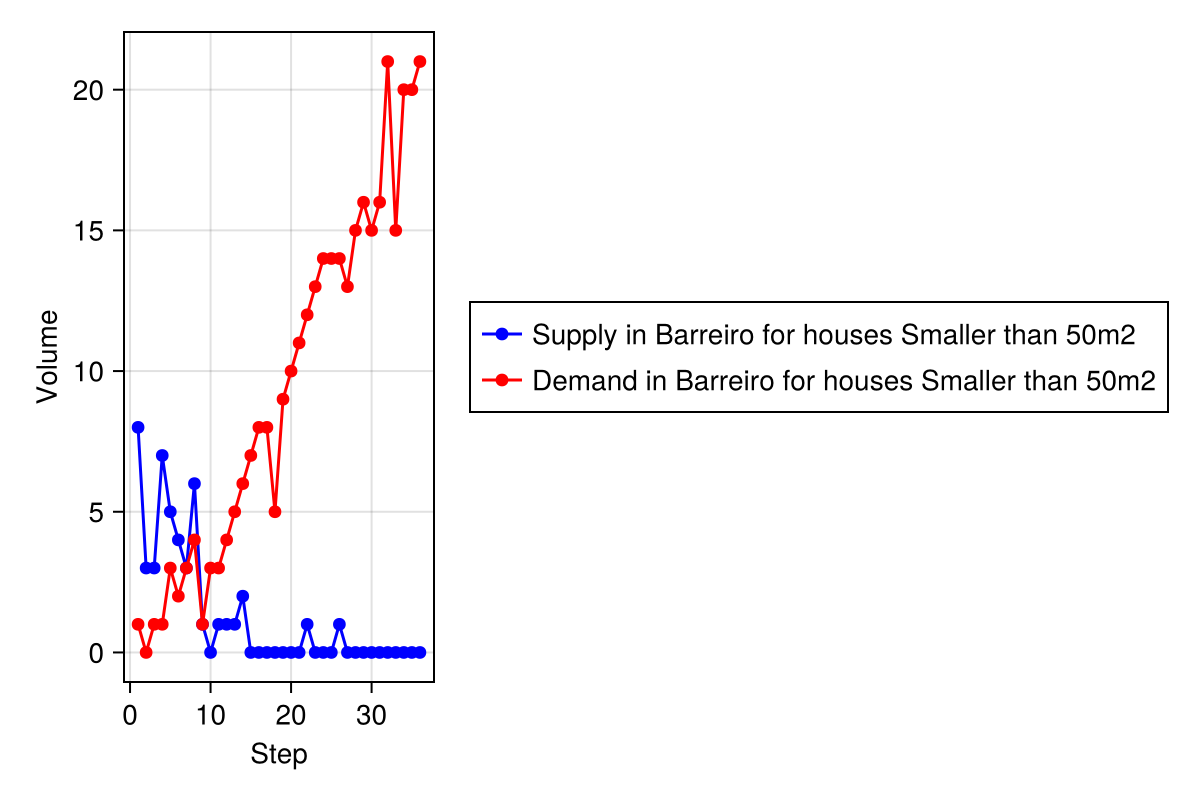 20
15
10
5
0
Volume
0 10 20 30
Step
Supply in Barreiro for houses Smaller than 50m2
Demand in Barreiro for houses Smaller than 50m2